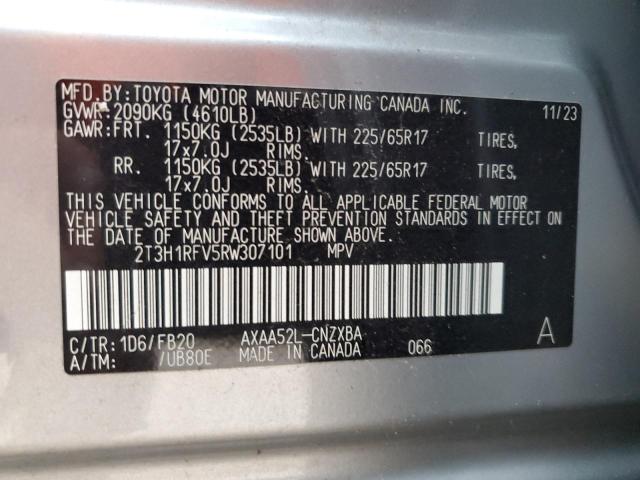 MFD.BY:TOYOTA MOTOR MANUFACTURING CANADA INC.
GVWR:2090KG (4610LB) 11/23
GAWR:FRT. 1150KG (2535LB) WITH 225/65R17 TIRES,
17x7.0J RIMS.
RR. 1150KG (2535LB) WITH 225/65R17 TIRES,
17x7.0J RIMS.
THIS VEHICLE CONFORMS TO ALL APPLICABLE FEDERAL MOTOR
VEHICLE SAFETY AND THEFT PREVENTION STANDARDS IN EFFECT ON
THE DATE OF MANUFACTURE SHOWN ABOVE.
2T3H1RFV5RW307101 MPV
C/TR:1D6/FB20 AXAA52L-CNZXBA A
A/TM: /UB80E MADE IN CANADA 066